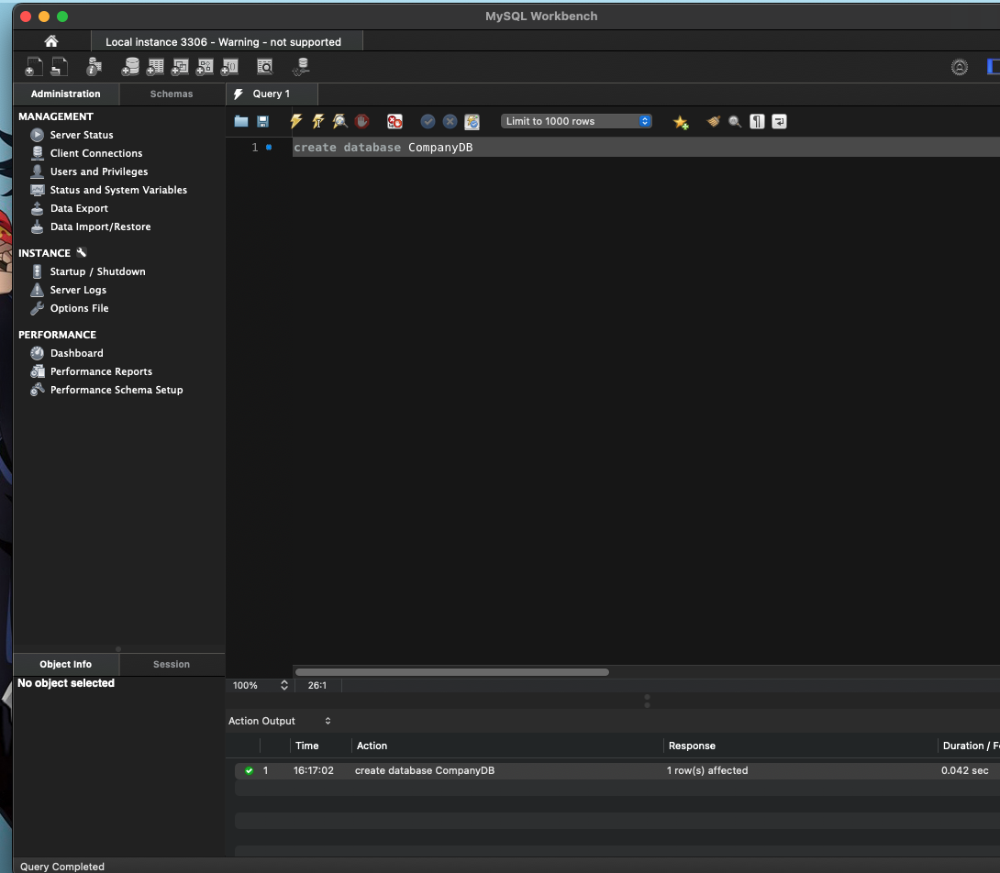 MySQL Workbench
Local instance 3306 - Warning - not supported
Administration
Schemas
Query 1
MANAGEMENT
Server Status
Client Connections
Users and Privileges
Status and System Variables
Data Export
Data Import/Restore
INSTANCE
Startup / Shutdown
Server Logs
Options File
PERFORMANCE
Dashboard
Performance Reports
Performance Schema Setup
Limit to 1000 rows
1 create database CompanyDB
Object Info
Session
No object selected
100%
26:1
Action Output
Time Action Response Duration / F
1 16:17:02 create database CompanyDB 1 row(s) affected 0.042 sec
Query Completed